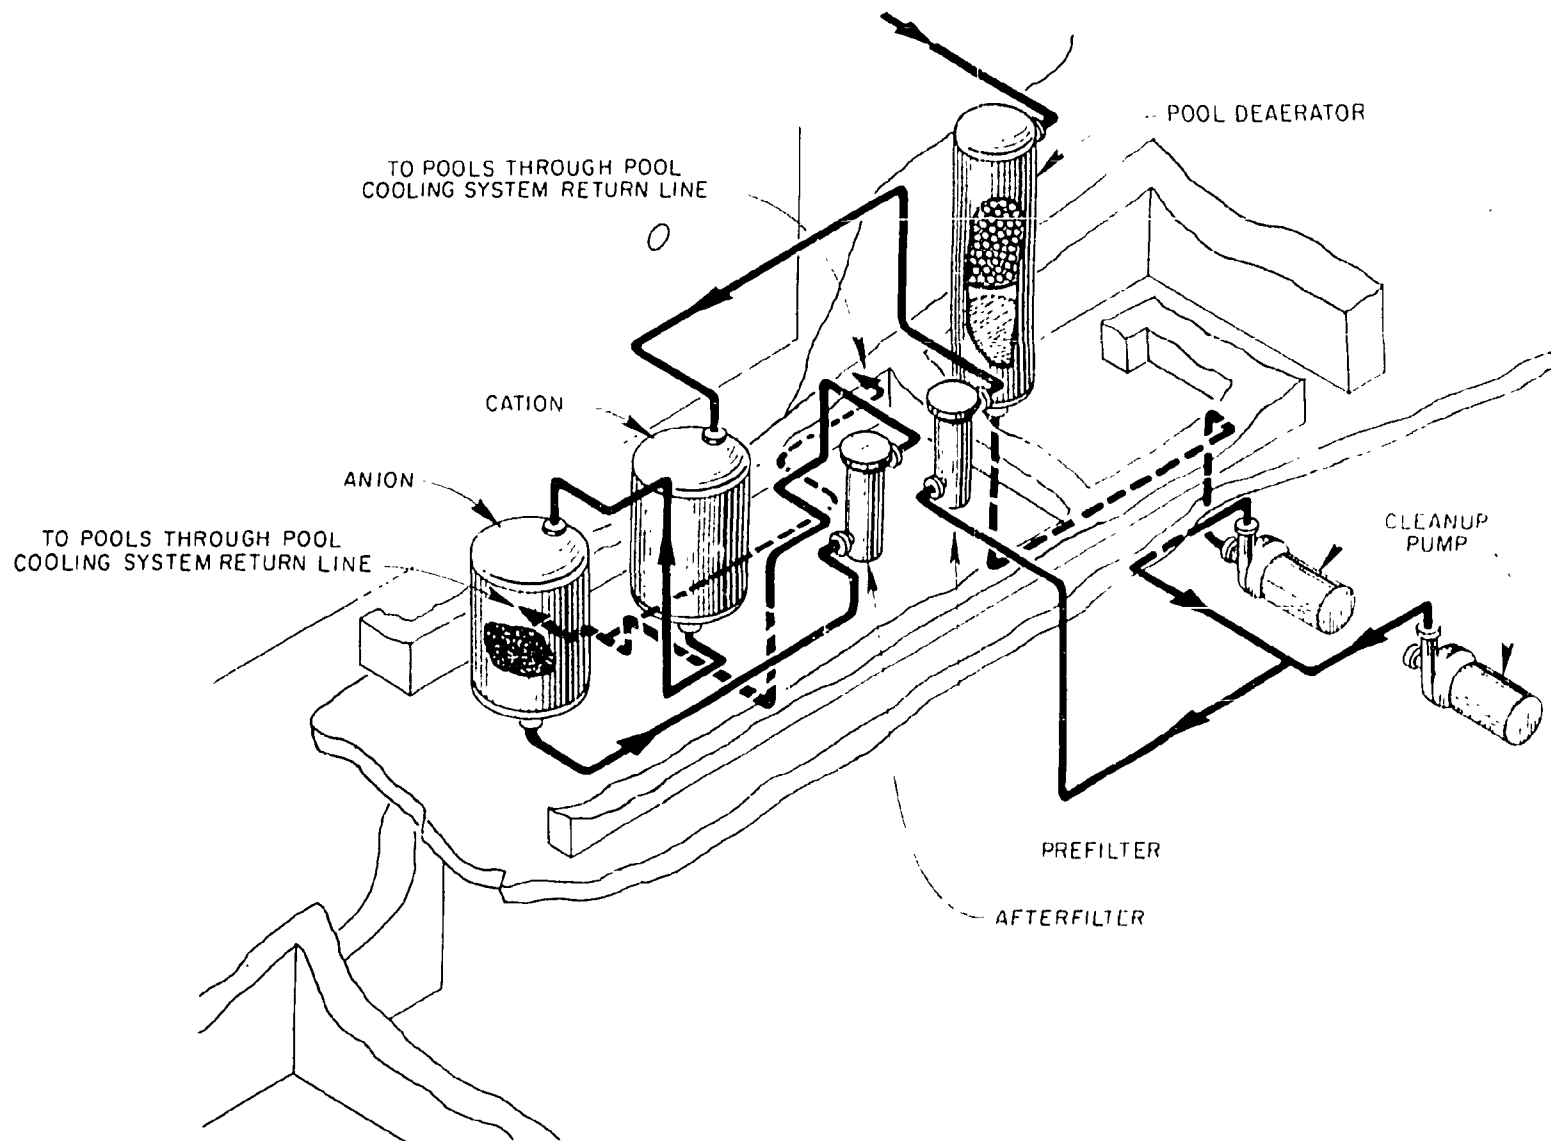 POOL DEAERATOR
TO POOLS THROUGH POOL
COOLING SYSTEM RETURN LINE
CATION
ANION
TO POOLS THROUGH POOL
COOLING SYSTEM RETURN LINE
CLEANUP
PUMP
PREFILTER
AFTERFILTER